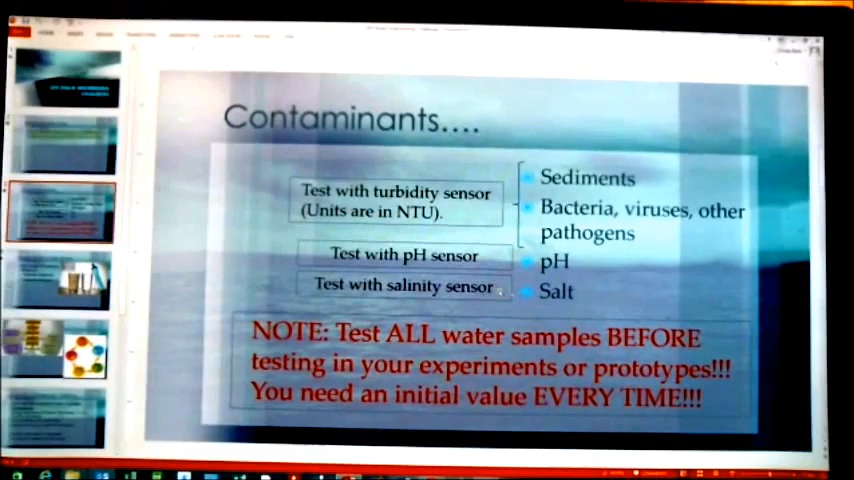 Contaminants....
Test with turbidity sensor
(Units are in NTU).
Sediments
Bacteria, viruses, other
pathogens
Test with pH sensor
pH
Test with salinity sensor
Salt
NOTE: Test ALL water samples BEFORE
testing in your experiments or prototypes!!!
You need an initial value EVERY TIME!!!